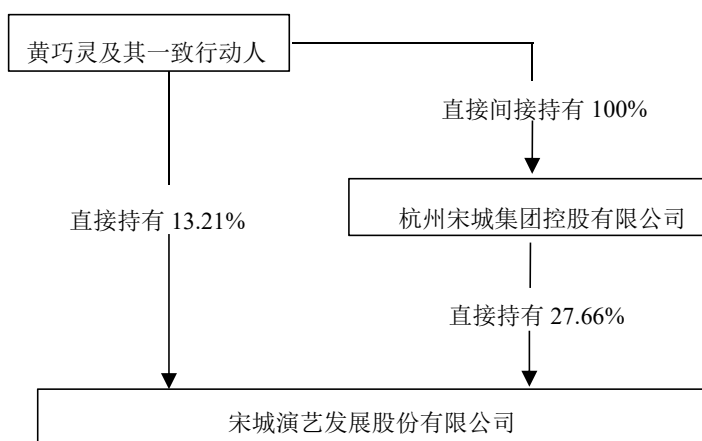 黄巧灵及其一致行动人
直接间接持有 100%
杭州宋城集团控股有限公司
直接持有 13.21%
直接持有 27.66%
宋城演艺发展股份有限公司